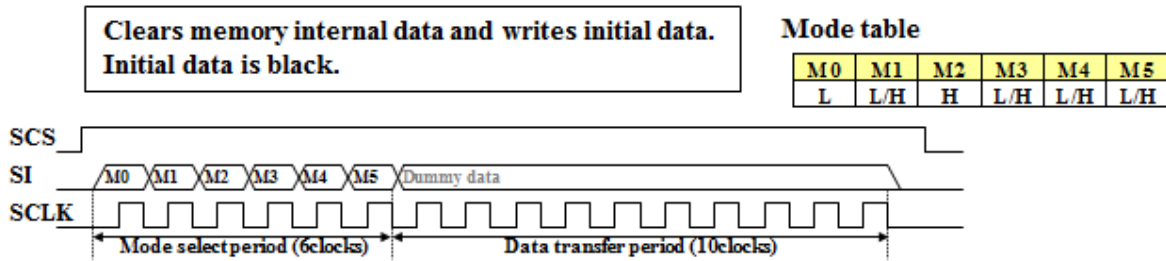 Clears memory internal data and writes initial data.
Initial data is black.
Mode table
M0 M1 M2 M3 M4 M5
L L/H H L/H L/H L/H
SCS
SI M0 M1 M2 M3 M4 M5 Dummy data
SCLK
Mode select period (6clocks) Data transfer period (10clocks)